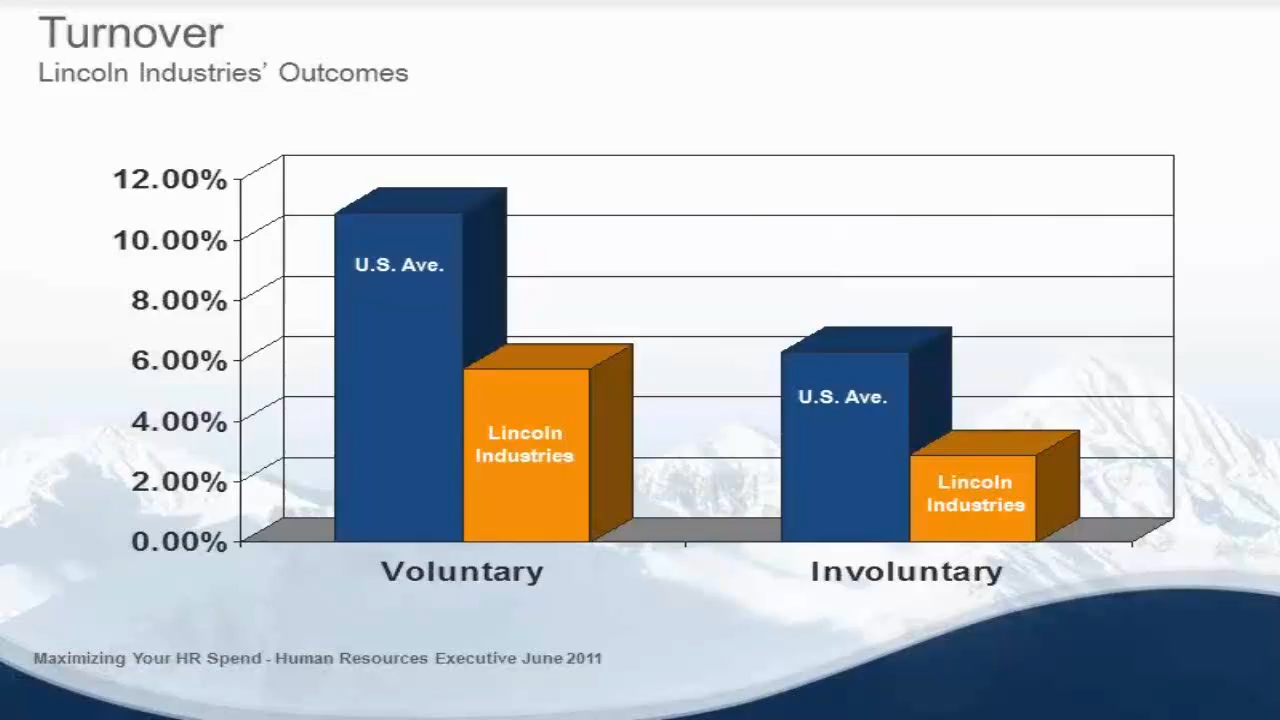 Turnover
Lincoln Industries’ Outcomes
12.00%
10.00%
8.00%
6.00%
4.00%
2.00%
0.00%
U.S. Ave.
Lincoln
Industries
U.S. Ave.
Lincoln
Industries
Voluntary
Involuntary
Maximizing Your HR Spend - Human Resources Executive June 2011